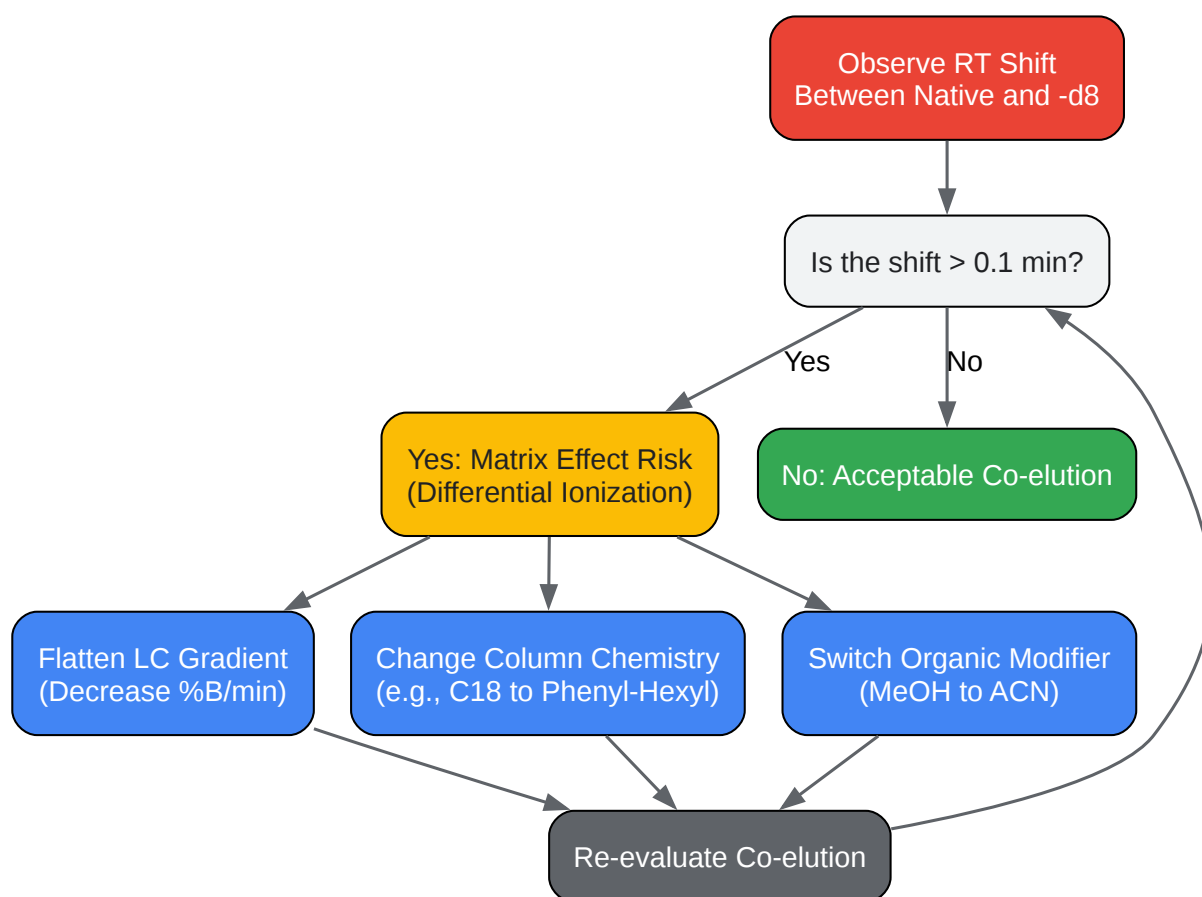 Observe RT Shift
Between Native and -d8
Is the shift > 0.1 min?
Yes
No
Yes: Matrix Effect Risk
(Differential Ionization)
No: Acceptable Co-elution
Flatten LC Gradient
(Decrease %B/min)
Change Column Chemistry
(e.g., C18 to Phenyl-Hexyl)
Switch Organic Modifier
(MeOH to ACN)
Re-evaluate Co-elution